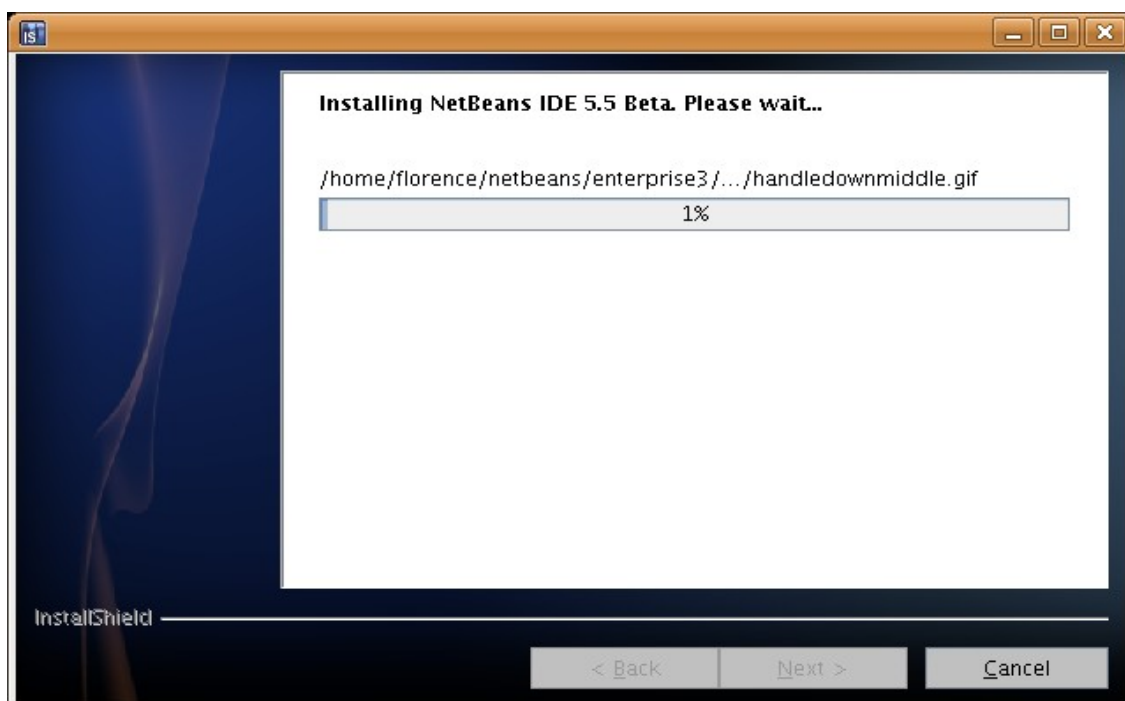 IS
Installing NetBeans IDE 5.5 Beta. Please wait...
/home/florence/netbeans/enterprise3/.../handledownmiddle.gif
1%
InstallShield
< Back
Next >
Cancel